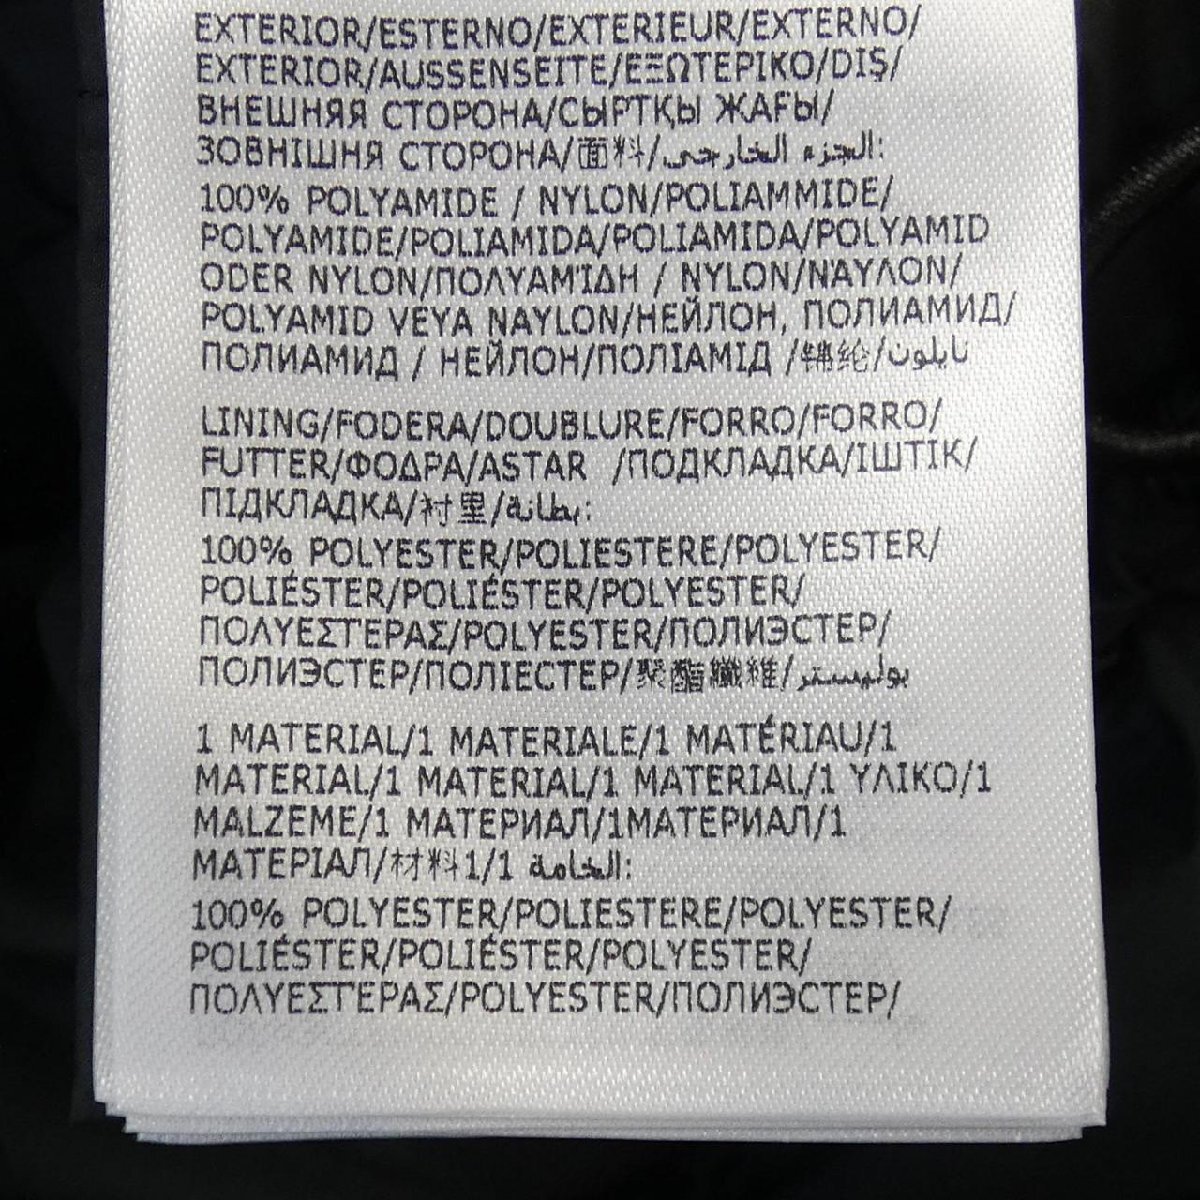 EXTERIOR/ESTERNO/EXTERIEUR/EXTERNO/
EXTERIOR/AUSSENSEITE/ΕΞΩΤΕΡΙΚΟ/DIŞ/
ВНЕШНЯЯ СТОРОНА/СЫРТҚЫ ЖАҒЫ/
ЗОВНІШНЯ СТОРОНА/面料/الجزء الخارجي:
100% POLYAMIDE / NYLON/POLIAMMIDE/
POLYAMIDE/POLIAMIDA/POLIAMIDA/POLYAMID
ODER NYLON/ΠΟΛΥΑΜΊΔΗ / NYLON/ΝΆΥΛΟΝ/
POLYAMID VEYA NAYLON/НЕЙЛОН, ПОЛИАМИД/
ПОЛИАМИД / НЕЙЛОН/ПОЛІАМІД /锦纶/نايلون
LINING/FODERA/DOUBLURE/FORRO/FORRO/
FUTTER/ΦΟΔΡΑ/ASTAR /ПОДКЛАДКА/ІШТІК/
ПІДКЛАДКА/衬里/بطانة:
100% POLYESTER/POLIESTERE/POLYESTER/
POLIÉSTER/POLIÉSTER/POLYESTER/
ΠΟΛΥΕΣΤΕΡΑΣ/POLYESTER/ПОЛИЭСТЕР/
ПОЛИЭСТЕР/ПОЛІЕСТЕР/聚酯纖維/بوليستر
1 MATERIAL/1 MATERIALE/1 MATÉRIAU/1
MATERIAL/1 MATERIAL/1 MATERIAL/1 ΥΛΙΚΟ/1
MALZEME/1 МАТЕРИАЛ/1МАТЕРИАЛ/1
МАТЕРІАЛ/材料1/1 الخامة:
100% POLYESTER/POLIESTERE/POLYESTER/
POLIÉSTER/POLIÉSTER/POLYESTER/
ΠΟΛΥΕΣΤΕΡΑΣ/POLYESTER/ПОЛИЭСТЕР/